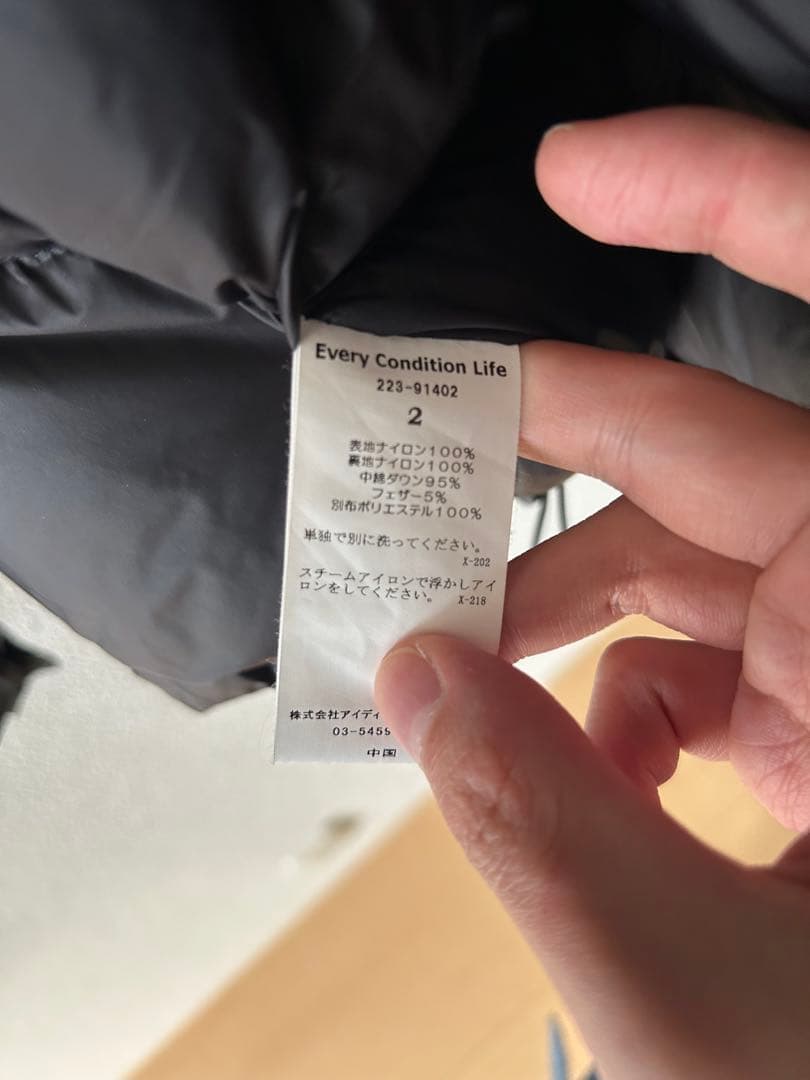 Every Condition Life
223-91402
2
表地ナイロン100%
裏地ナイロン100%
中綿ダウン95%
フェザー5%
別布ポリエステル100%
単独で別に洗ってください。
X-202
スチームアイロンで浮かしアイ
ロンをしてください。 X-218
株式会社アイディ
03-5459
中国